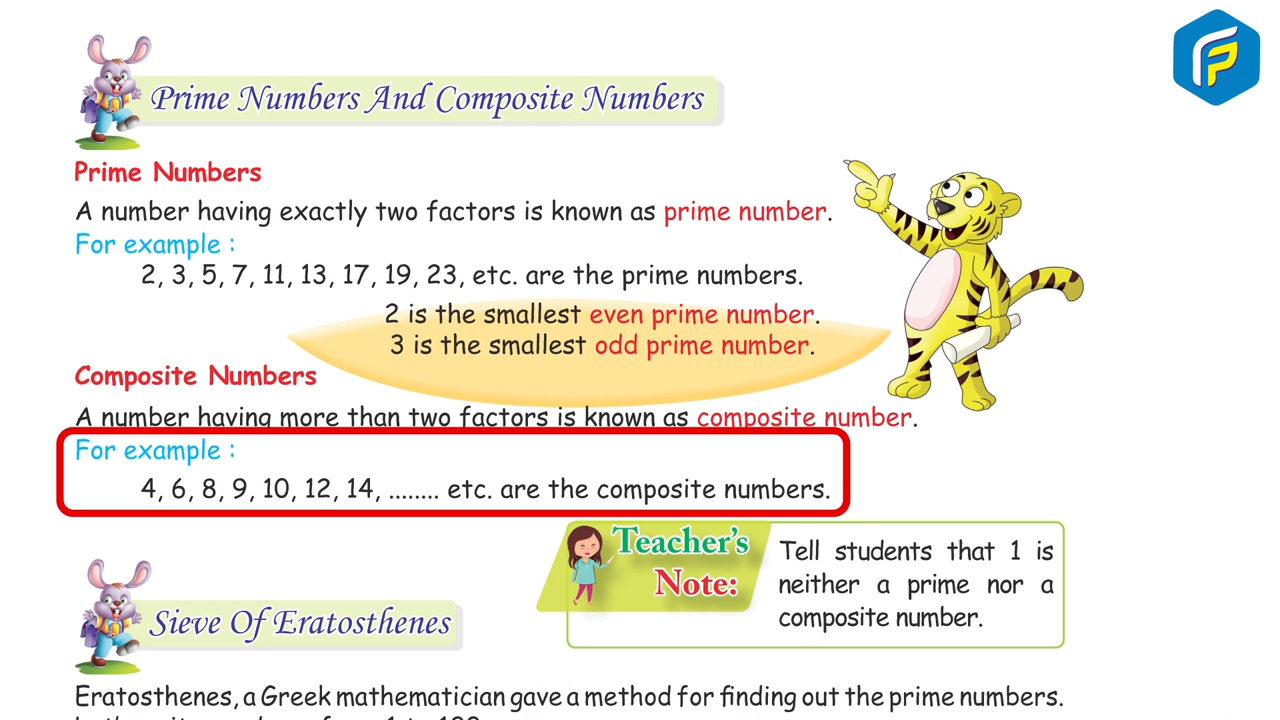 Prime Numbers And Composite Numbers
Prime Numbers
A number having exactly two factors is known as prime number.
For example :
2, 3, 5, 7, 11, 13, 17, 19, 23, etc. are the prime numbers.
2 is the smallest even prime number.
3 is the smallest odd prime number.
Composite Numbers
A number having more than two factors is known as composite number.
For example :
4, 6, 8, 9, 10, 12, 14, ........ etc. are the composite numbers.
Teacher's
Note:
Tell students that 1 is
neither a prime nor a
composite number.
Sieve Of Eratosthenes
Eratosthenes, a Greek mathematician gave a method for finding out the prime numbers.